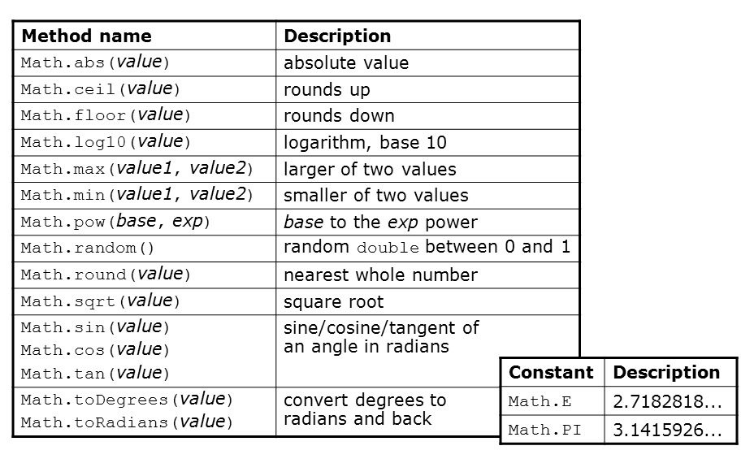 Method name Description
Math.abs(value) absolute value
Math.ceil(value) rounds up
Math.floor(value) rounds down
Math.log10(value) logarithm, base 10
Math.max(value1, value2) larger of two values
Math.min(value1, value2) smaller of two values
Math.pow(base, exp) base to the exp power
Math.random() random double between 0 and 1
Math.round(value) nearest whole number
Math.sqrt(value) square root
Math.sin(value) sine/cosine/tangent of
Math.cos(value) an angle in radians
Math.tan(value)
Math.toDegrees(value) convert degrees to
Math.toRadians(value) radians and back
Constant Description
Math.E 2.7182818...
Math.PI 3.1415926...